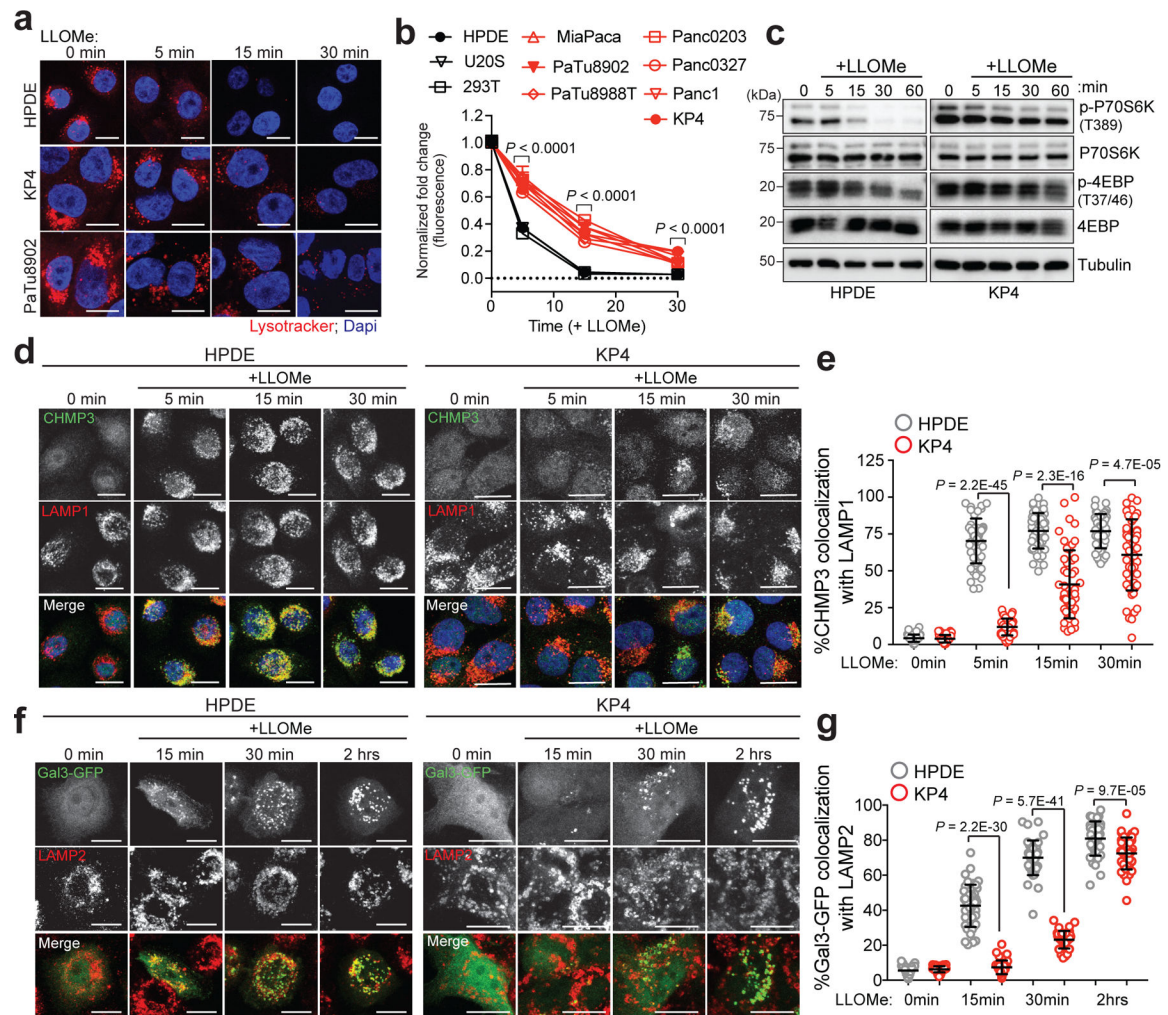 a
LLOMe:
0 min 5 min 15 min 30 min
HPDE
KP4
PaTu8902
Lysotracker; Dapi
b
HPDE MiaPaca Panc0203
U20S PaTu8902 Panc0327
293T PaTu8988T Panc1
KP4
Normalized fold change
(fluorescence)
1.0
0.8
0.6
0.4
0.2
0.0
P < 0.0001
P < 0.0001
P < 0.0001
0 10 20 30
Time (+ LLOMe)
c
+LLOMe +LLOMe
0 5 15 30 60 0 5 15 30 60 :min
(kDa)
75 p-P70S6K
(T389)
75 P70S6K
20 p-4EBP
(T37/46)
20 4EBP
50 Tubulin
HPDE KP4
d
HPDE KP4
+LLOMe +LLOMe
0 min 5 min 15 min 30 min 0 min 5 min 15 min 30 min
CHMP3 CHMP3
LAMP1 LAMP1
Merge Merge
e
HPDE
KP4
%CHMP3 colocalization
with LAMP1
125
100
75
50
25
0
P = 2.2E-45
P = 2.3E-16
P = 4.7E-05
LLOMe: 0min 5min 15min 30min
f
HPDE KP4
+LLOMe +LLOMe
0 min 15 min 30 min 2 hrs 0 min 15 min 30 min 2 hrs
Gal3-GFP Gal3-GFP
LAMP2 LAMP2
Merge Merge
g
HPDE
KP4
%Gal3-GFP colocalization
with LAMP2
100
80
60
40
20
0
P = 2.2E-30
P = 5.7E-41
P = 9.7E-05
LLOMe: 0min 15min 30min 2hrs